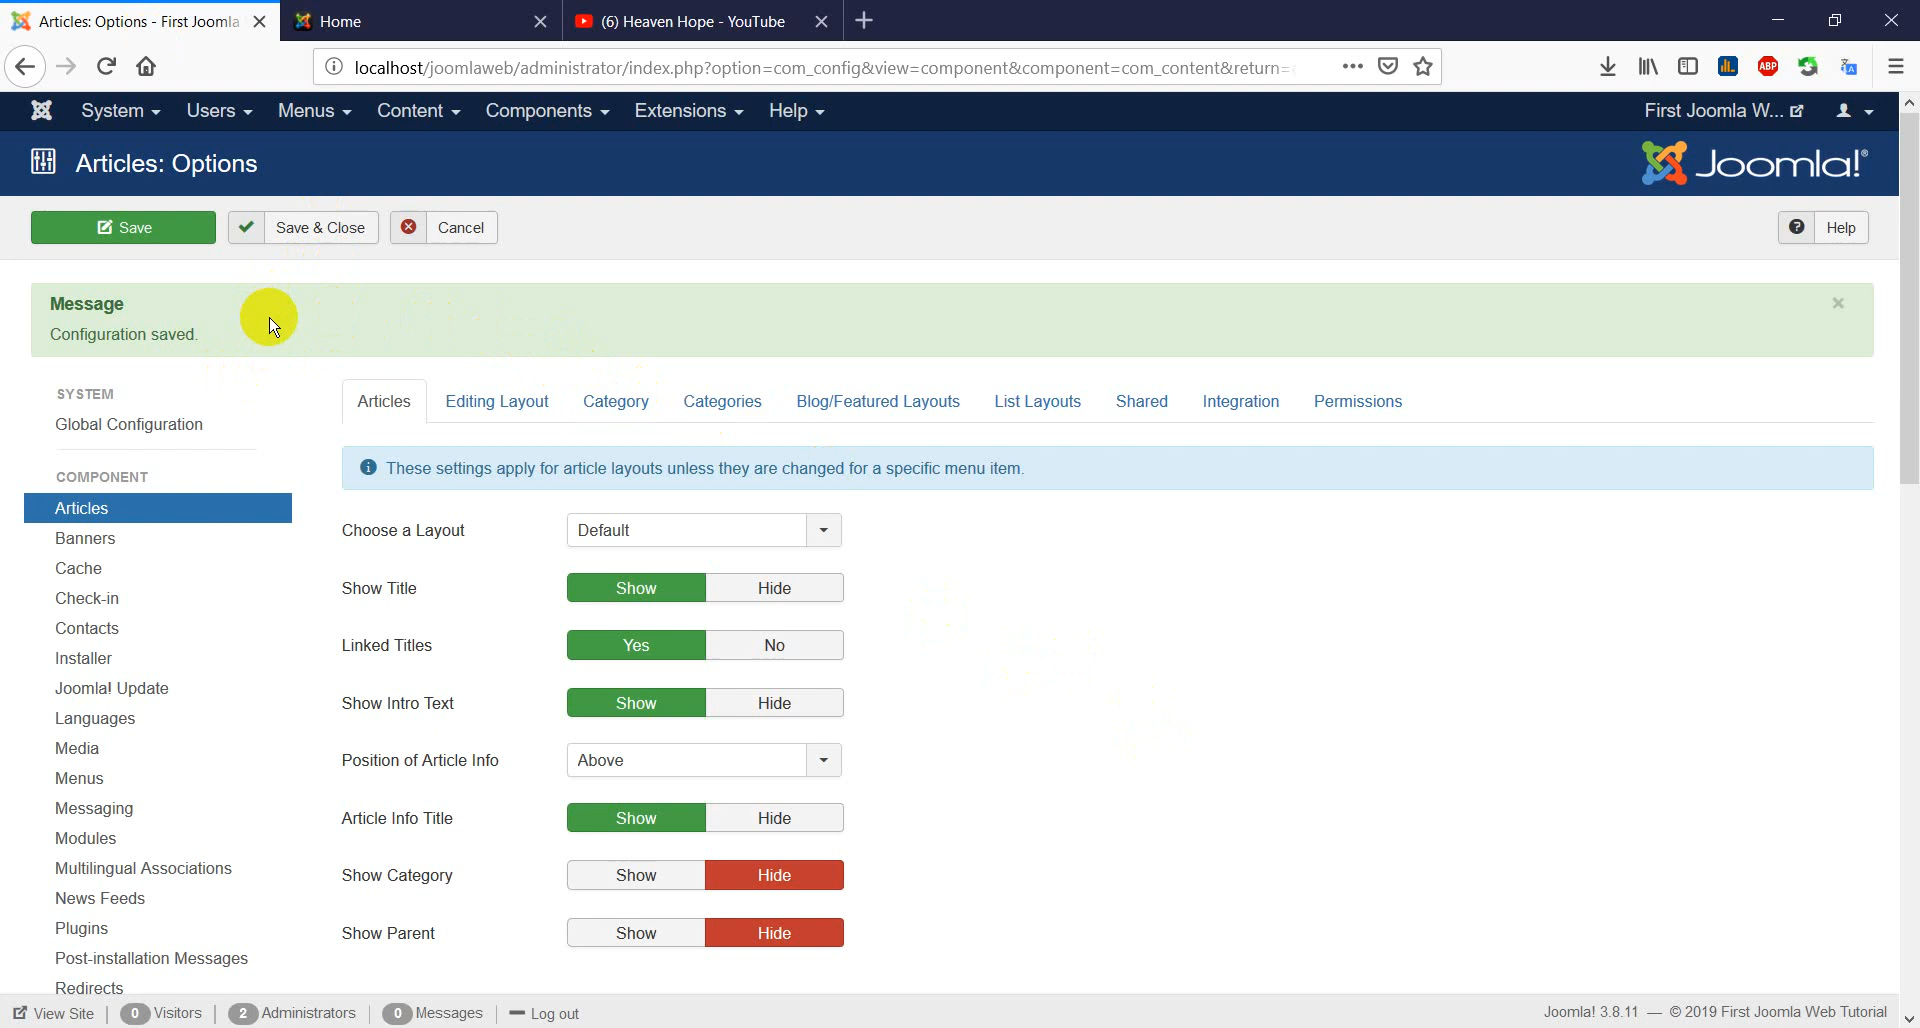 Articles: Options - First Joomla
Home
(6) Heaven Hope - YouTube
localhost/joomlaweb/administrator/index.php?option=com_config&view=component&component=com_content&return=
ABP
System Users Menus Content Components Extensions Help
First Joomla W...
Articles: Options
Joomla!®
Save
Save & Close
Cancel
Help
Message
Configuration saved.
SYSTEM
Global Configuration
COMPONENT
Articles
Banners
Cache
Check-in
Contacts
Installer
Joomla! Update
Languages
Media
Menus
Messaging
Modules
Multilingual Associations
News Feeds
Plugins
Post-installation Messages
Redirects
Articles Editing Layout Category Categories Blog/Featured Layouts List Layouts Shared Integration Permissions
These settings apply for article layouts unless they are changed for a specific menu item.
Choose a Layout Default
Show Title Show Hide
Linked Titles Yes No
Show Intro Text Show Hide
Position of Article Info Above
Article Info Title Show Hide
Show Category Show Hide
Show Parent Show Hide
View Site 0 Visitors 2 Administrators 0 Messages Log out
Joomla! 3.8.11 — © 2019 First Joomla Web Tutorial